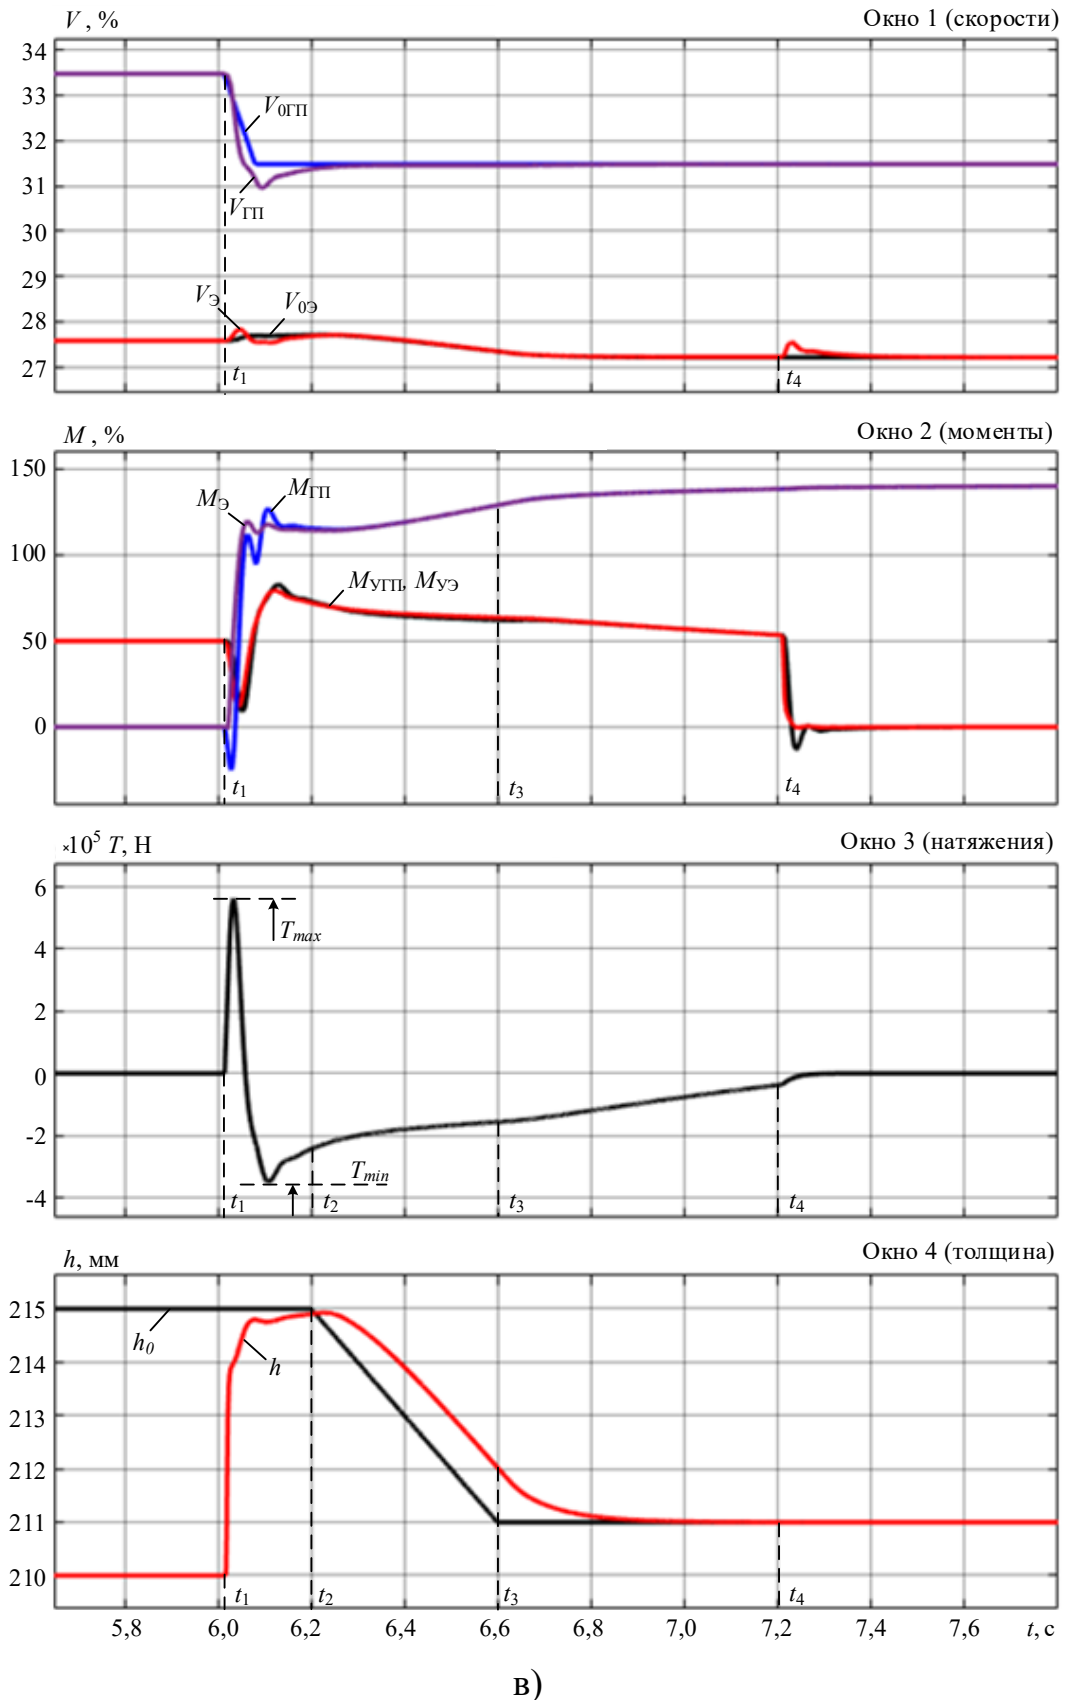 V , %
Окно 1 (скорости)
34
33
32
31
30
29
28
27
V0ГП
VГП
VЭ
V0Э
t1
t4
M , %
Окно 2 (моменты)
150
100
50
0
MЭ
MГП
MУГП, MУЭ
t1
t3
t4
×10^5 T, Н
Окно 3 (натяжения)
6
4
2
0
-2
-4
Tmax
Tmin
t1
t2
t3
t4
h, мм
Окно 4 (толщина)
215
214
213
212
211
210
h0
h
t1
t2
t3
t4
5,8 6,0 6,2 6,4 6,6 6,8 7,0 7,2 7,4 7,6 t, с
в)